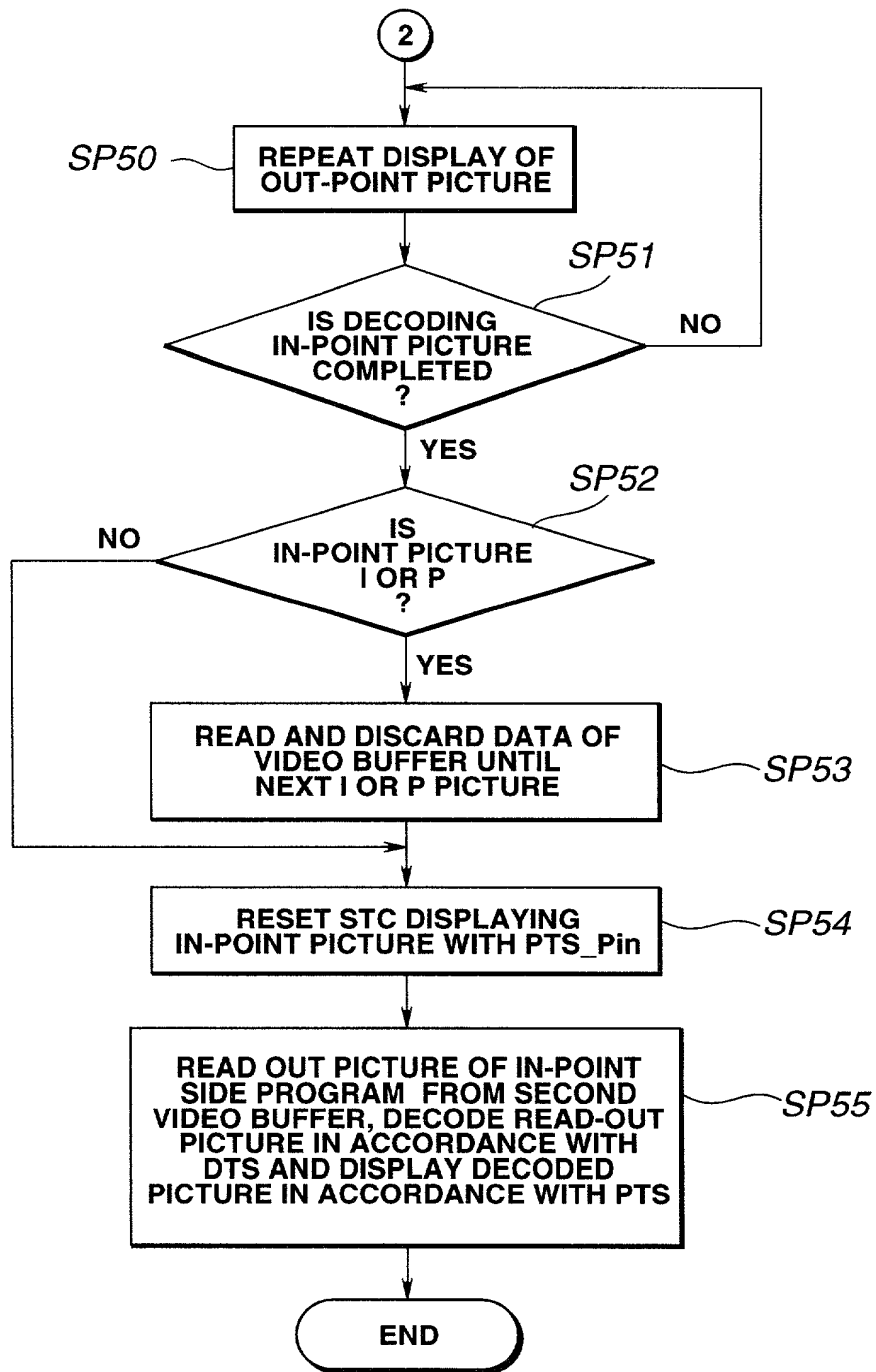 2
SP50
REPEAT DISPLAY OF
OUT-POINT PICTURE
SP51
IS DECODING
IN-POINT PICTURE
COMPLETED
?
NO
YES
SP52
NO
IS
IN-POINT PICTURE
I OR P
?
YES
READ AND DISCARD DATA OF
VIDEO BUFFER UNTIL
NEXT I OR P PICTURE
SP53
RESET STC DISPLAYING
IN-POINT PICTURE WITH PTS_Pin
SP54
READ OUT PICTURE OF IN-POINT
SIDE PROGRAM FROM SECOND
VIDEO BUFFER, DECODE READ-OUT
PICTURE IN ACCORDANCE WITH
DTS AND DISPLAY DECODED
PICTURE IN ACCORDANCE WITH PTS
SP55
END